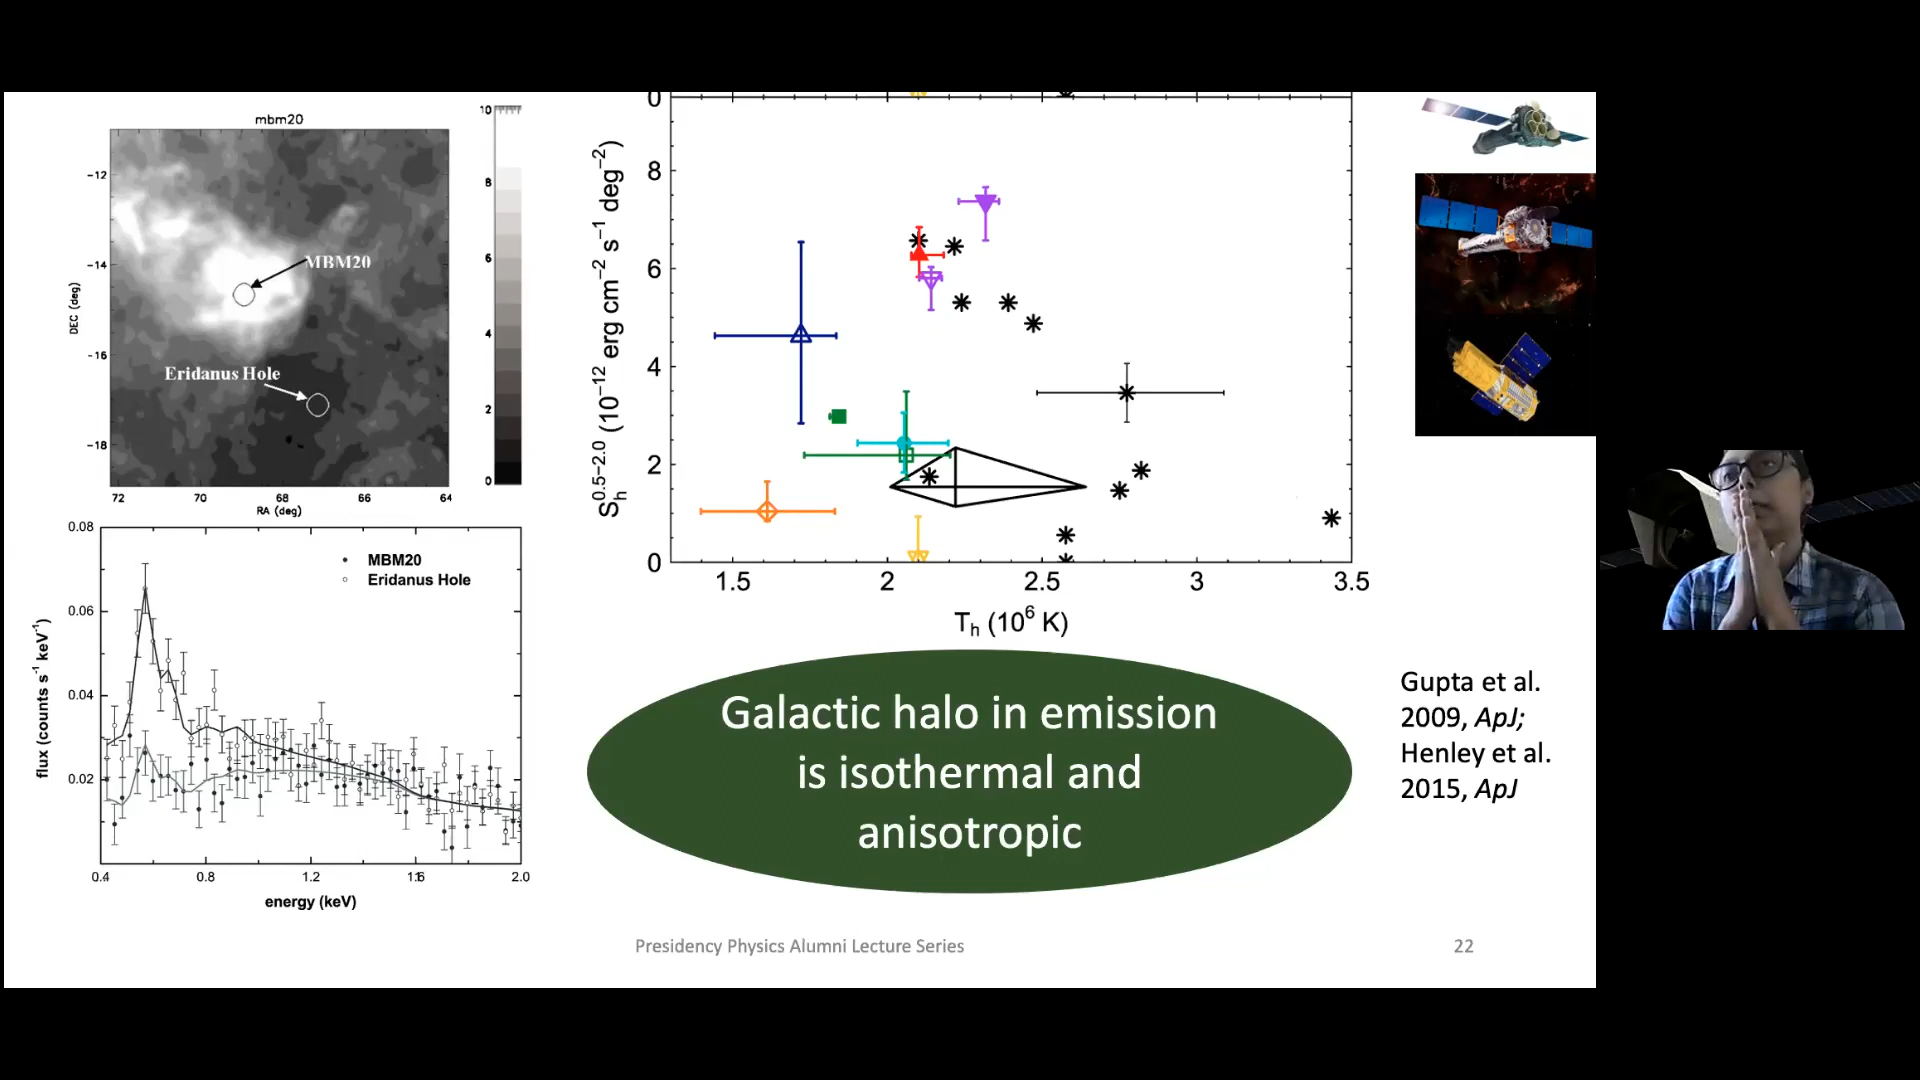 mbm20
10
8
6
4
2
0
-12
-14
-16
-18
DEC (deg)
MBM20
Eridanus Hole
72 70 68 66 64
RA (deg)
0.08
0.06
0.04
0.02
flux (counts s⁻¹ keV⁻¹)
MBM20
Eridanus Hole
0.4 0.8 1.2 1.6 2.0
energy (keV)
0
8
6
4
2
0
S_h^0.5−2.0 (10⁻¹² erg cm⁻² s⁻¹ deg⁻²)
1.5 2 2.5 3 3.5
T_h (10⁶ K)
Galactic halo in emission
is isothermal and
anisotropic
Gupta et al.
2009, ApJ;
Henley et al.
2015, ApJ
Presidency Physics Alumni Lecture Series
22